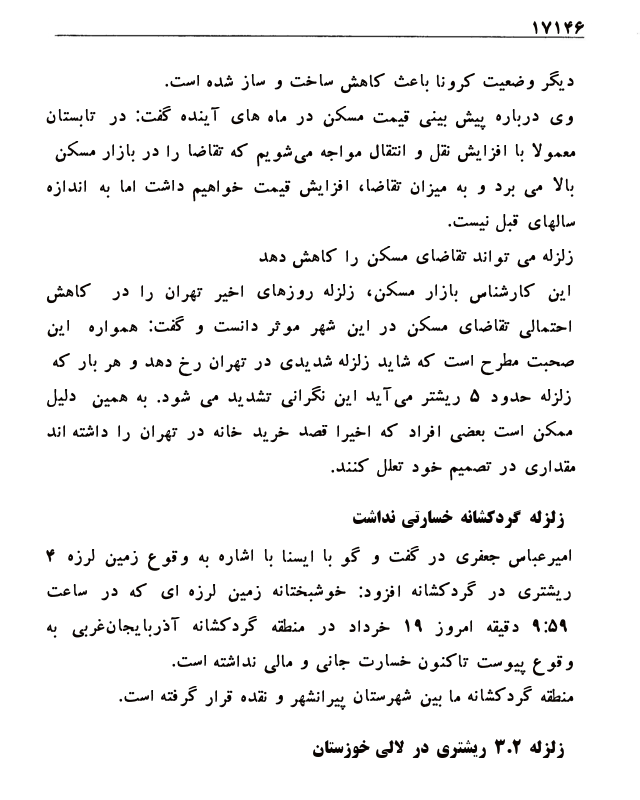 ۱۷۱۴۶
دیگر وضعیت کرونا باعث کاهش ساخت و ساز شده است.
وی درباره پیش بینی قیمت مسکن در ماه های آینده گفت: در تابستان
معمولا با افزایش نقل و انتقال مواجه می‌شویم که تقاضا را در بازار مسکن
بالا می برد و به میزان تقاضا، افزایش قیمت خواهیم داشت اما به اندازه
سالهای قبل نیست.
زلزله می تواند تقاضای مسکن را کاهش دهد
این کارشناس بازار مسکن، زلزله روزهای اخیر تهران را در کاهش
احتمالی تقاضای مسکن در این شهر موثر دانست و گفت: همواره این
صحبت مطرح است که شاید زلزله شدیدی در تهران رخ دهد و هر بار که
زلزله حدود ۵ ریشتر می‌آید این نگرانی تشدید می شود. به همین دلیل
ممکن است بعضی افراد که اخیرا قصد خرید خانه در تهران را داشته اند
مقداری در تصمیم خود تعلل کنند.
زلزله گردکشانه خسارتی نداشت
امیرعباس جعفری در گفت و گو با ایسنا با اشاره به وقوع زمین لرزه ۴
ریشتری در گردکشانه افزود: خوشبختانه زمین لرزه ای که در ساعت
۹:۵۹ دقیقه امروز ۱۹ خرداد در منطقه گردکشانه آذربایجان‌غربی به
وقوع پیوست تاکنون خسارت جانی و مالی نداشته است.
منطقه گردکشانه ما بین شهرستان پیرانشهر و نقده قرار گرفته است.
زلزله ۳.۲ ریشتری در لالی خوزستان